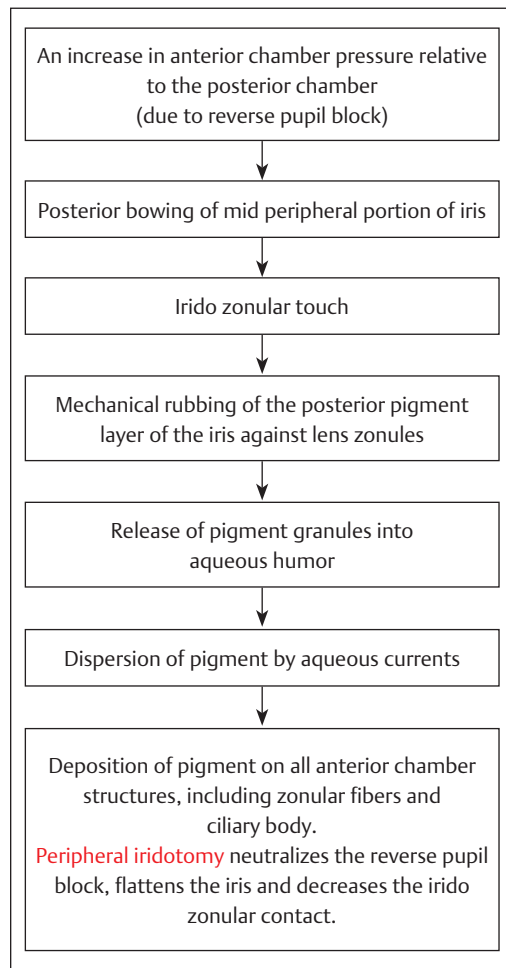 An increase in anterior chamber pressure relative
to the posterior chamber
(due to reverse pupil block)
Posterior bowing of mid peripheral portion of iris
Irido zonular touch
Mechanical rubbing of the posterior pigment
layer of the iris against lens zonules
Release of pigment granules into
aqueous humor
Dispersion of pigment by aqueous currents
Deposition of pigment on all anterior chamber
structures, including zonular fibers and
ciliary body.
Peripheral iridotomy neutralizes the reverse pupil
block, flattens the iris and decreases the irido
zonular contact.